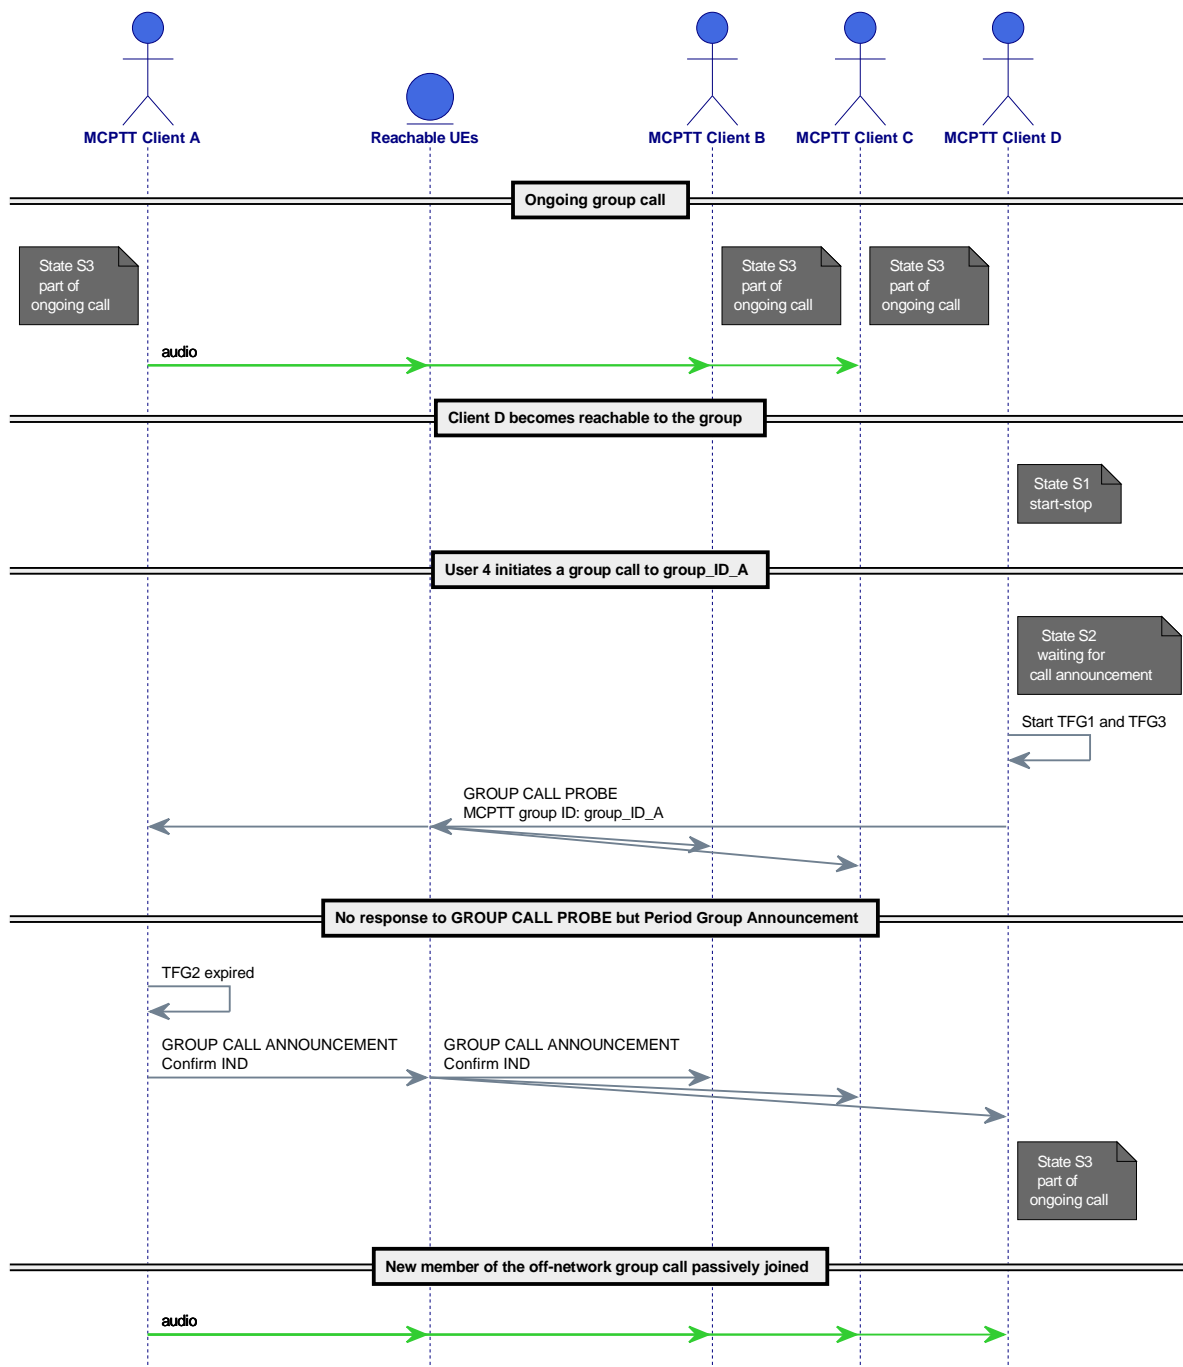 MCPTT Client A
Reachable UEs
MCPTT Client B
MCPTT Client C
MCPTT Client D
Ongoing group call
State S3
part of
ongoing call
State S3
part of
ongoing call
State S3
part of
ongoing call
audio
Client D becomes reachable to the group
State S1
start-stop
User 4 initiates a group call to group_ID_A
State S2
waiting for
call announcement
Start TFG1 and TFG3
GROUP CALL PROBE
MCPTT group ID: group_ID_A
No response to GROUP CALL PROBE but Period Group Announcement
TFG2 expired
GROUP CALL ANNOUNCEMENT
Confirm IND
GROUP CALL ANNOUNCEMENT
Confirm IND
State S3
part of
ongoing call
New member of the off-network group call passively joined
audio